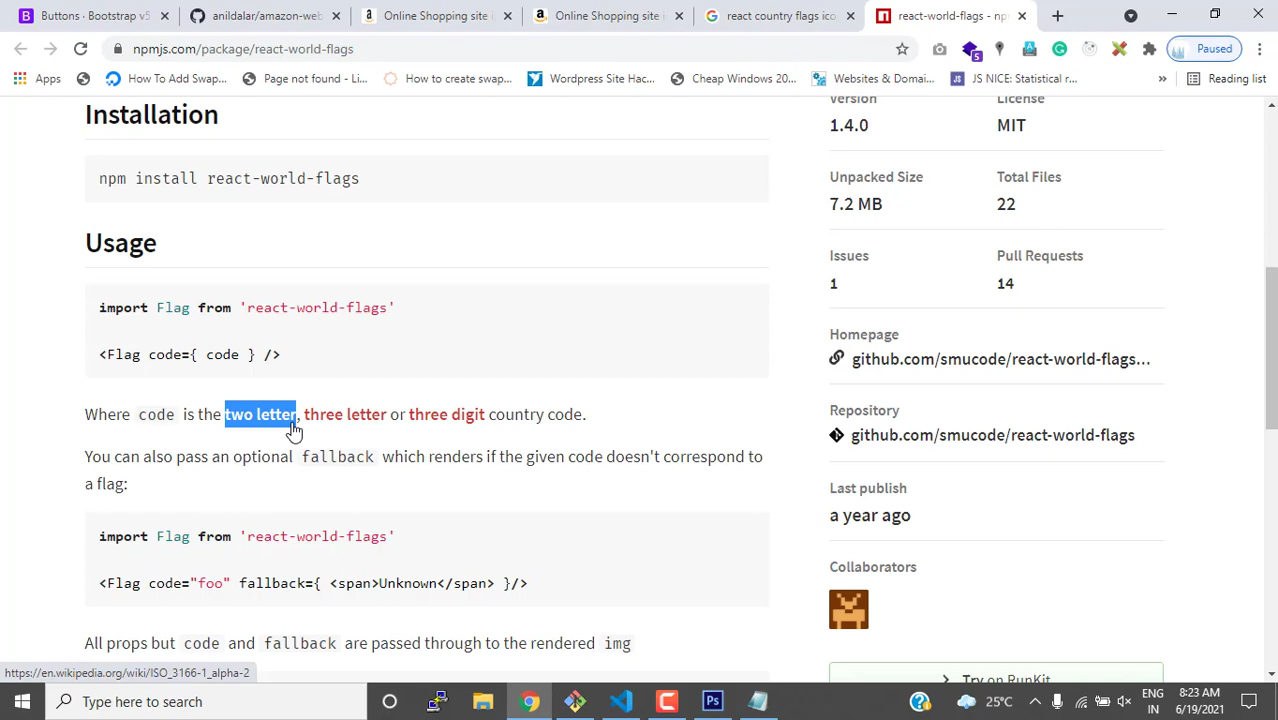 Buttons · Bootstrap v5
anildalar/amazon-web
Online Shopping site i
Online Shopping site i
react country flags ico
react-world-flags - npm
npmjs.com/package/react-world-flags
5
Paused
Apps
How To Add Swap...
Page not found - Li...
How to create swap...
Wordpress Site Hac...
Cheap Windows 20...
Websites & Domai...
JS NICE: Statistical r...
»
Reading list
Installation
npm install react-world-flags
Usage
import Flag from 'react-world-flags'
<Flag code={ code } />
Where code is the two letter, three letter or three digit country code.
You can also pass an optional fallback which renders if the given code doesn't correspond to
a flag:
import Flag from 'react-world-flags'
<Flag code="foo" fallback={ <span>Unknown</span> }/>
All props but code and fallback are passed through to the rendered img
Version
License
1.4.0
MIT
Unpacked Size
Total Files
7.2 MB
22
Issues
Pull Requests
1
14
Homepage
github.com/smucode/react-world-flags...
Repository
github.com/smucode/react-world-flags
Last publish
a year ago
Collaborators
Try on RunKit
https://en.wikipedia.org/wiki/ISO_3166-1_alpha-2
Type here to search
25°C
ENG
IN
8:23 AM
6/19/2021